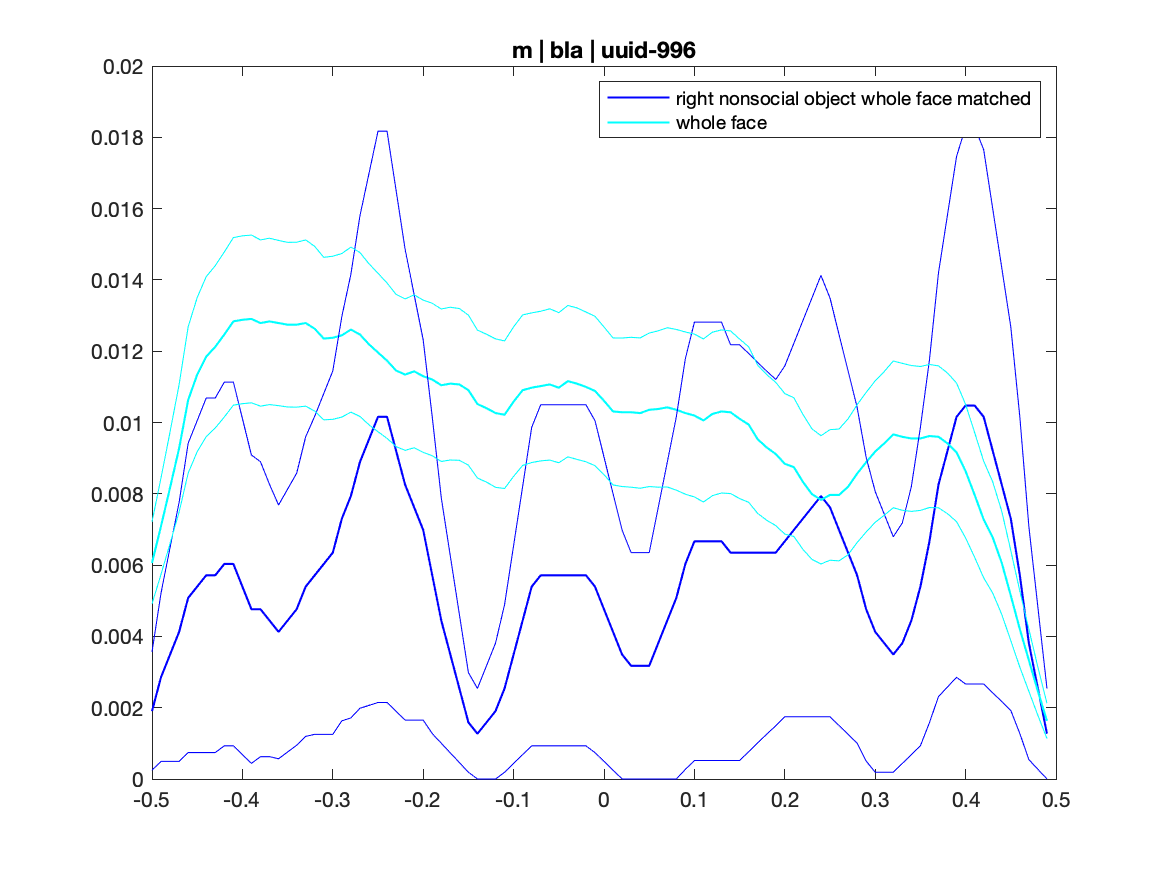 m | bla | uuid-996
right nonsocial object whole face matched
whole face
0.02
0.018
0.016
0.014
0.012
0.01
0.008
0.006
0.004
0.002
0
-0.5 -0.4 -0.3 -0.2 -0.1 0 0.1 0.2 0.3 0.4 0.5